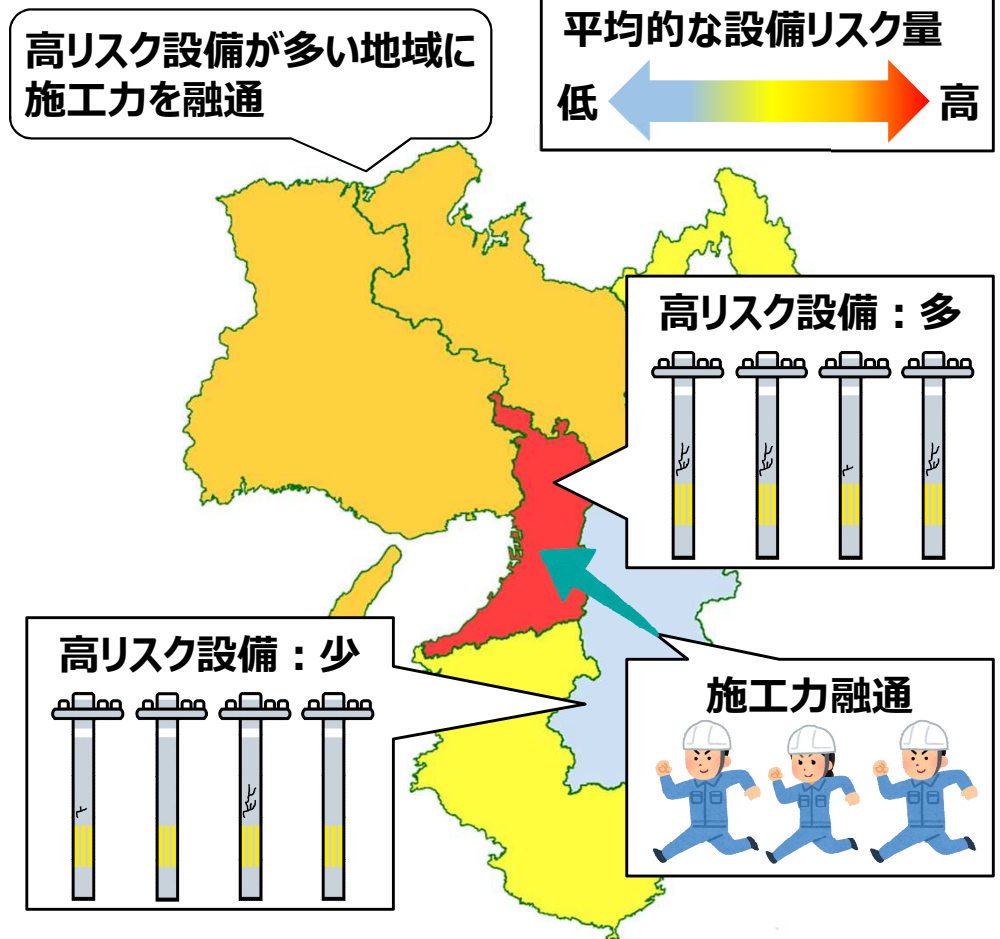 高リスク設備が多い地域に
施工力を融通
平均的な設備リスク量
低
高
高リスク設備：多
高リスク設備：少
施工力融通